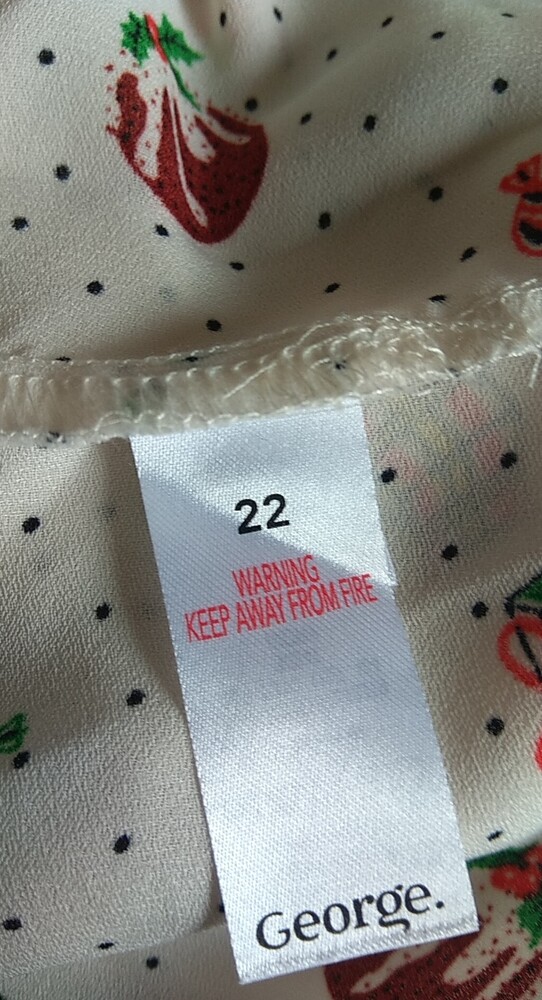 22
WARNING
KEEP AWAY FROM FIRE
George.